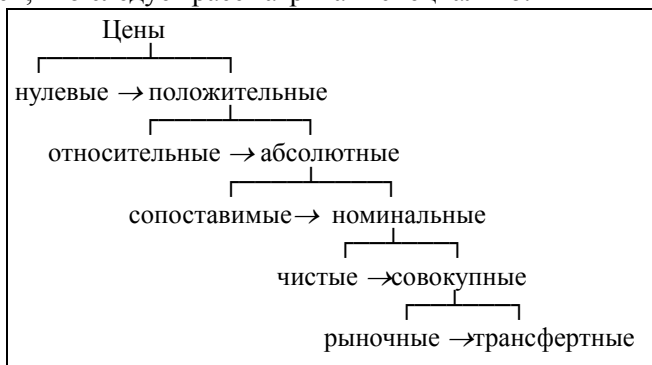 Цены
нулевые → положительные
относительные → абсолютные
сопоставимые→ номинальные
чистые →совокупные
рыночные →трансфертные